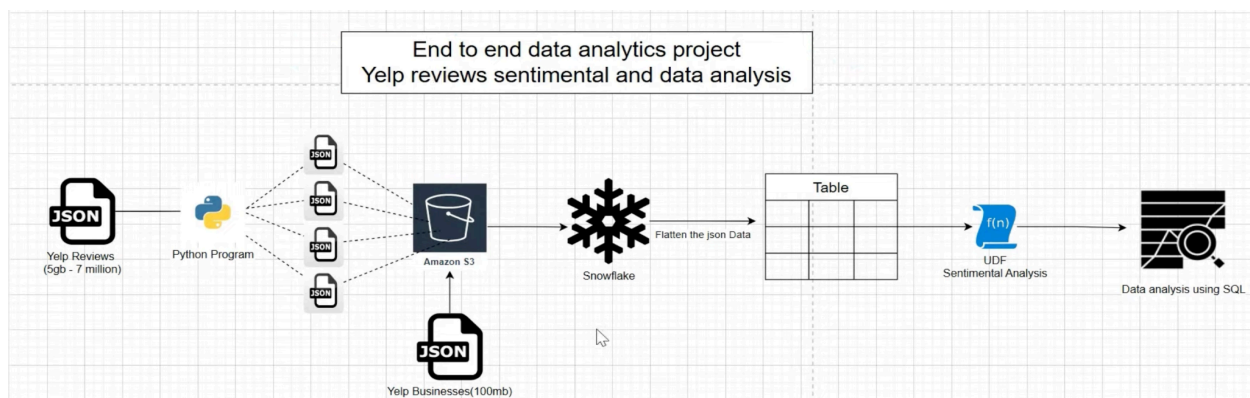 End to end data analytics project
Yelp reviews sentimental and data analysis
JSON
Yelp Reviews
(5gb - 7 million)
Python Program
JSON
JSON
JSON
JSON
Amazon S3
JSON
Yelp Businesses(100mb)
Snowflake
Flatten the json Data
Table
f(n)
UDF
Sentimental Analysis
Data analysis using SQL